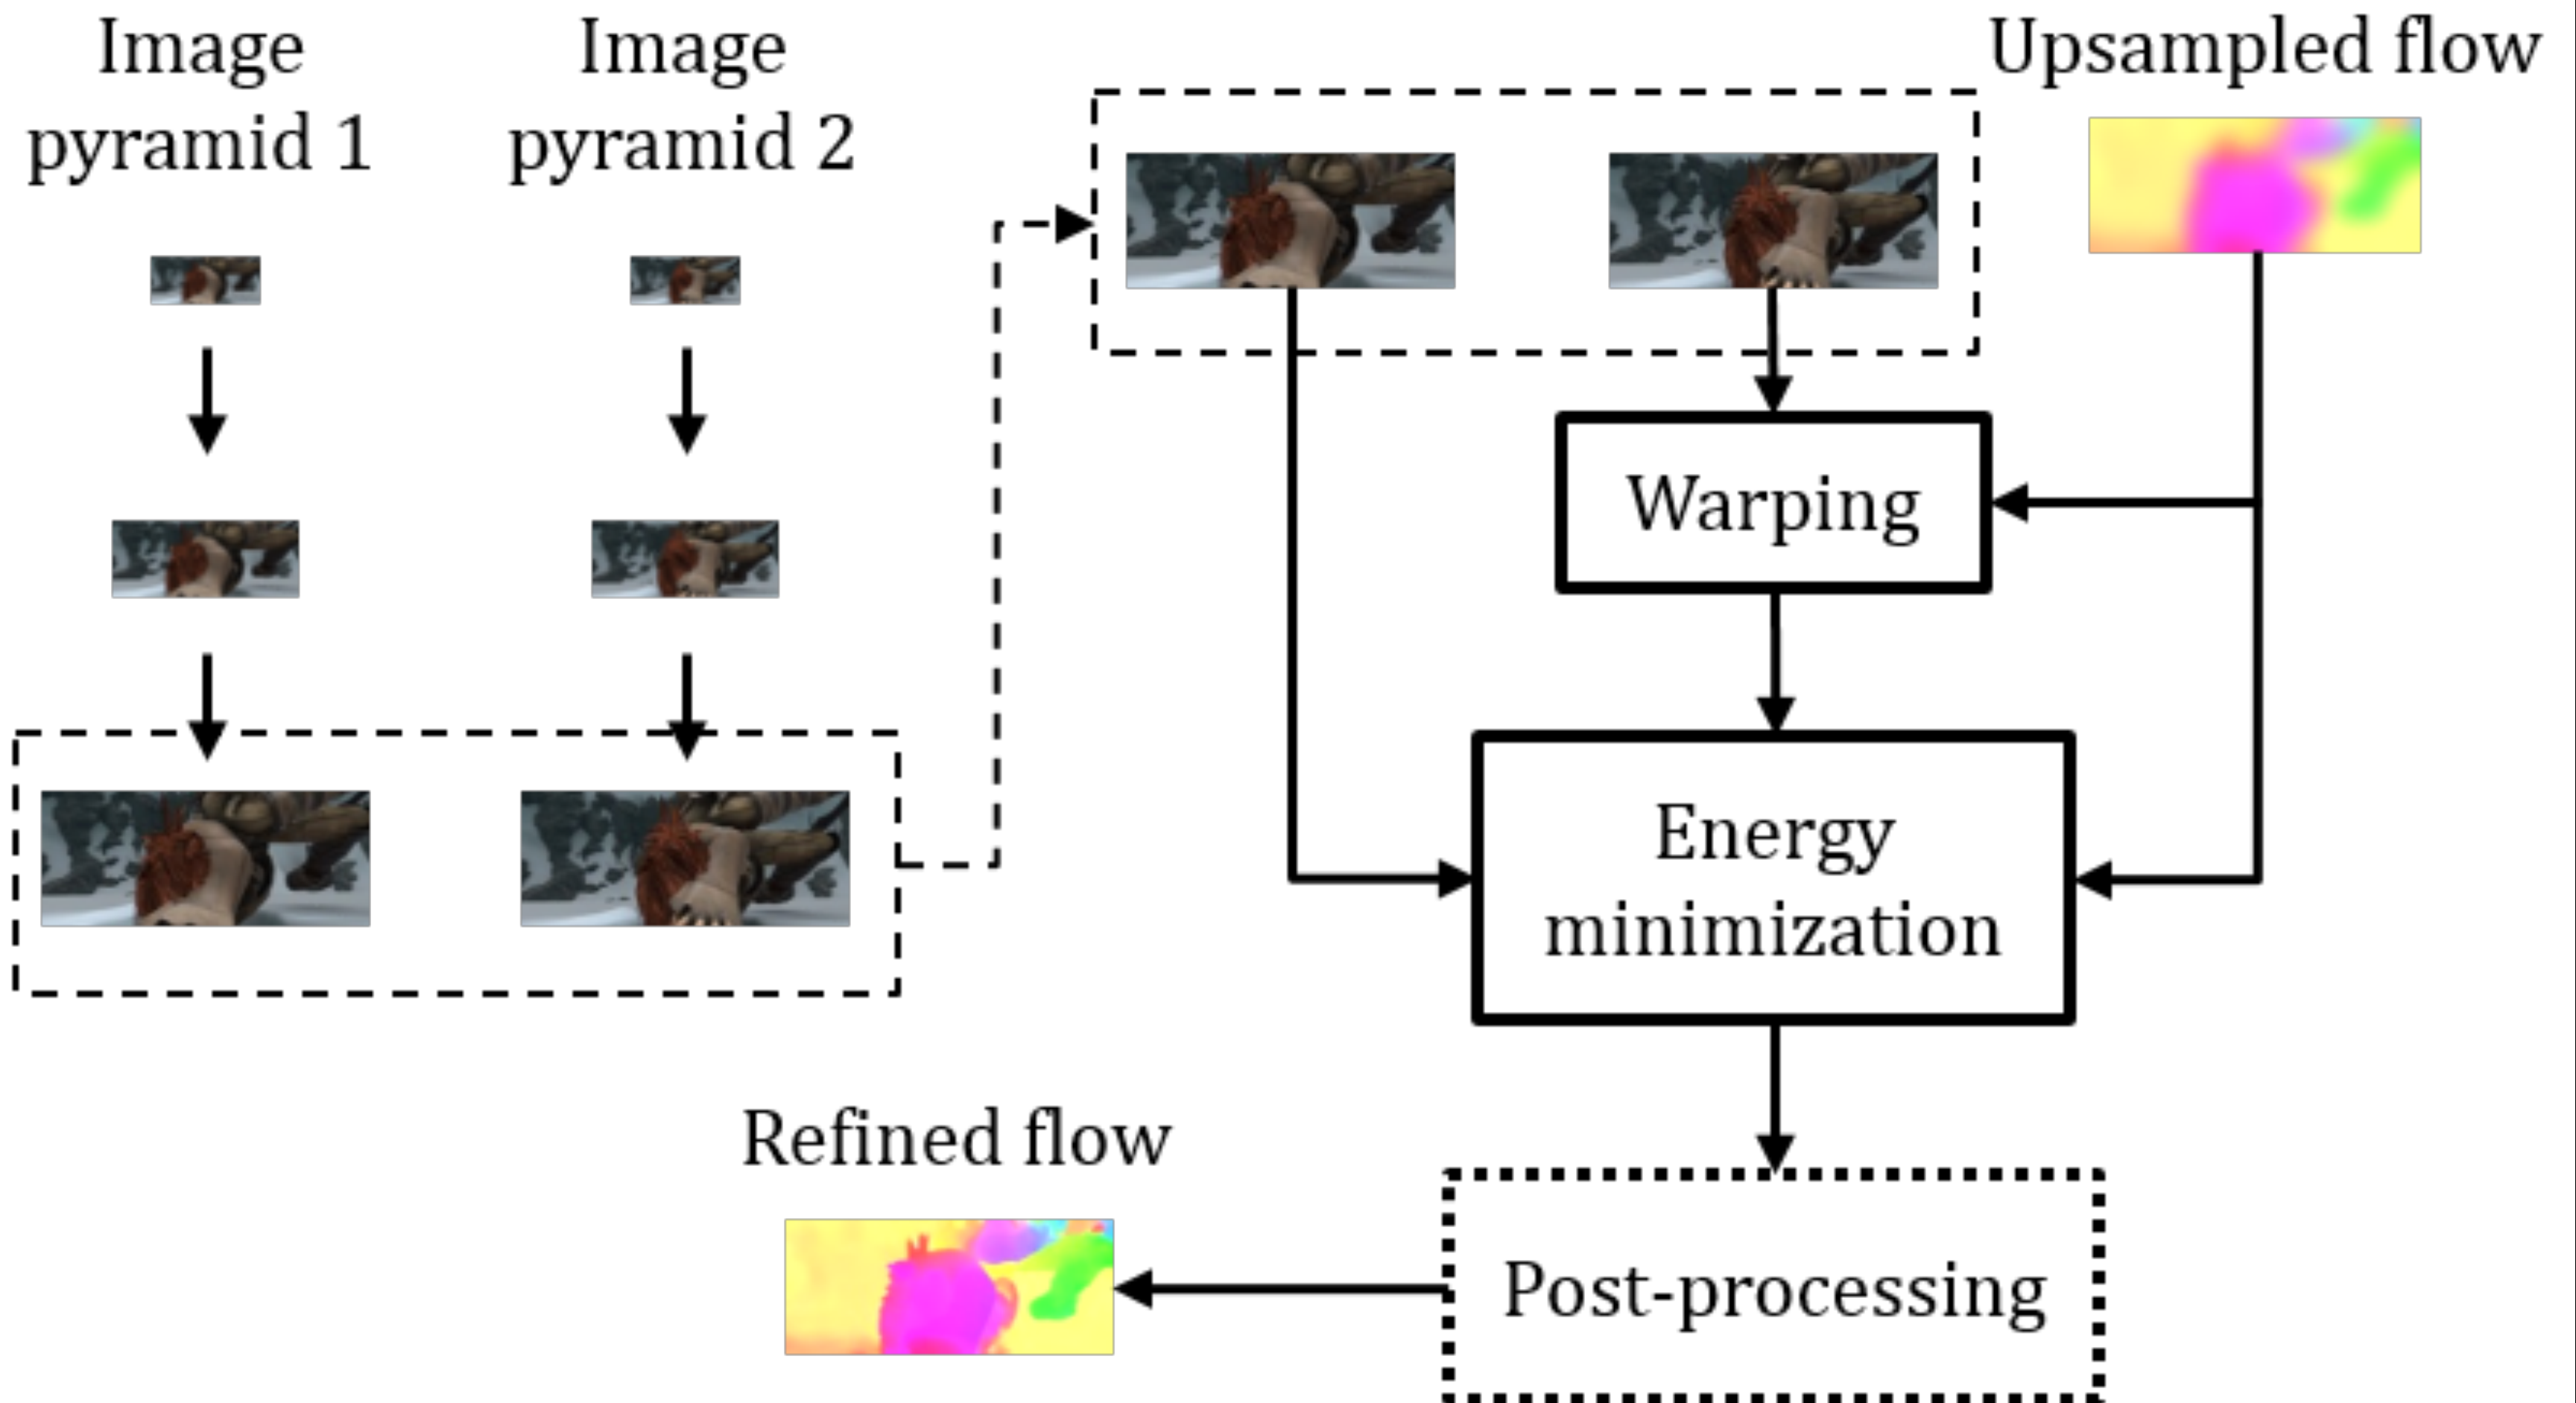 Image
pyramid 1
Image
pyramid 2
Upsampled flow
Warping
Energy
minimization
Refined flow
Post-processing